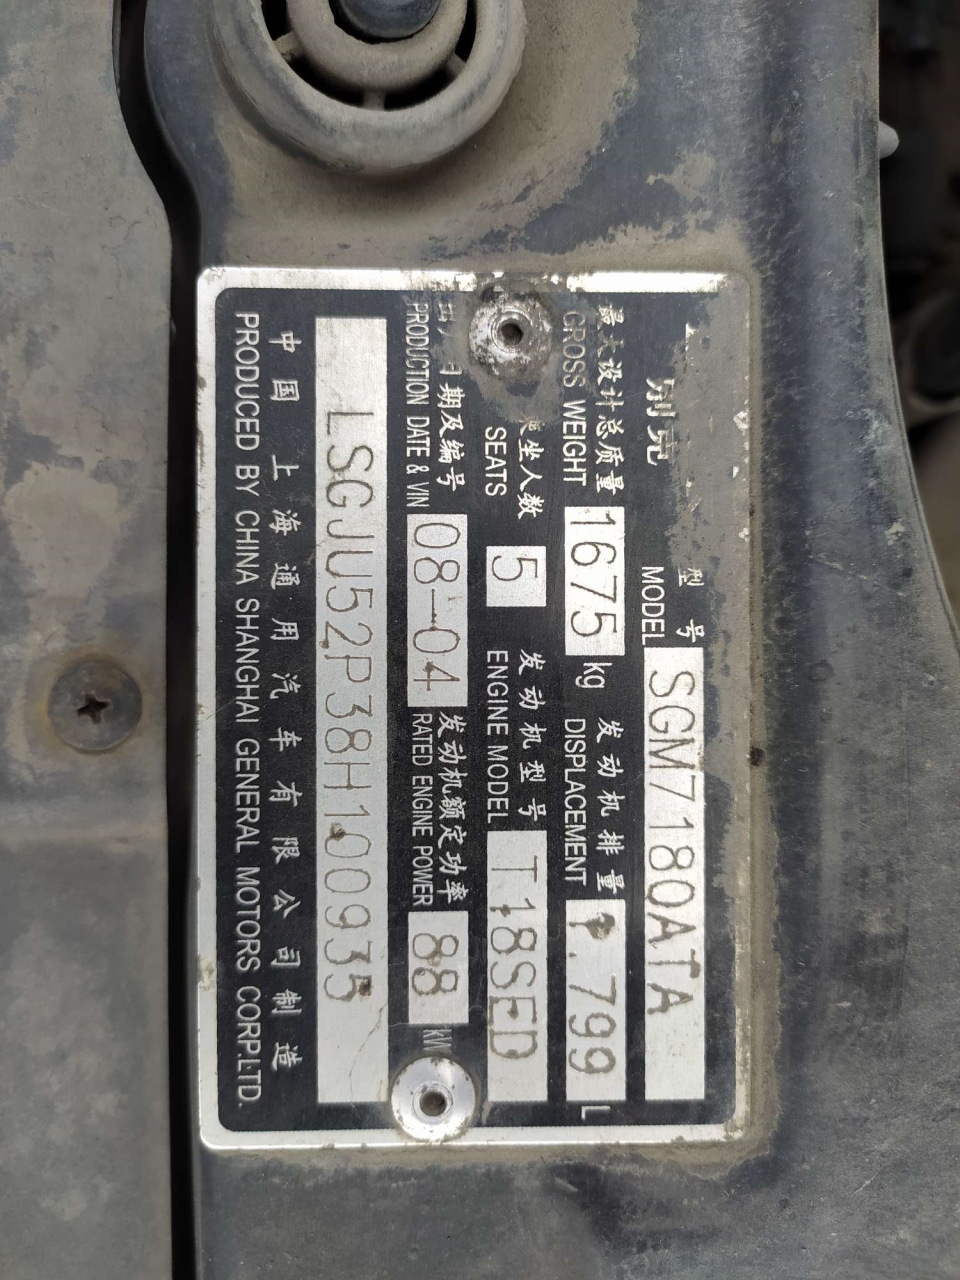 别克
型 号
MODEL SGM7180ATA
最大设计总质量 1675 kg 发动机排量 1.799 L
GROSS WEIGHT DISPLACEMENT
坐人数 5 发动机型号 T18SED
SEATS ENGINE MODEL
日期及编号 08-04 发动机额定功率 88 kW
PRODUCTION DATE & VIN RATED ENGINE POWER
LSGJU52P38H100935
中国上海通用汽车有限公司制造
PRODUCED BY CHINA SHANGHAI GENERAL MOTORS CORP.LTD.